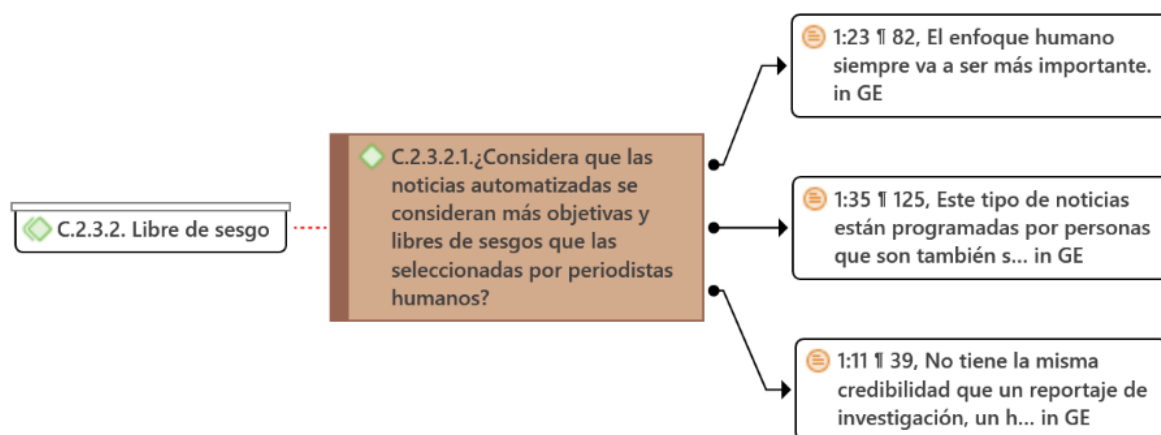 C.2.3.2. Libre de sesgo
C.2.3.2.1.¿Considera que las
noticias automatizadas se
consideran más objetivas y
libres de sesgos que las
seleccionadas por periodistas
humanos?
1:23 ¶ 82, El enfoque humano
siempre va a ser más importante.
in GE
1:35 ¶ 125, Este tipo de noticias
están programadas por personas
que son también s... in GE
1:11 ¶ 39, No tiene la misma
credibilidad que un reportaje de
investigación, un h... in GE